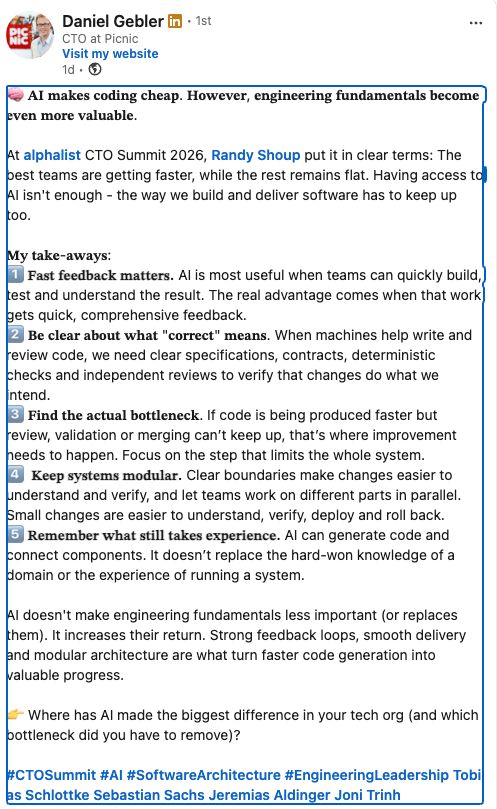 PIC
NIC
Daniel Gebler in • 1st
CTO at Picnic
Visit my website
1d •
🧠 AI makes coding cheap. However, engineering fundamentals become
even more valuable.
At alphalist CTO Summit 2026, Randy Shoup put it in clear terms: The
best teams are getting faster, while the rest remains flat. Having access to
AI isn't enough - the way we build and deliver software has to keep up
too.
My take-aways:
1️⃣ Fast feedback matters. AI is most useful when teams can quickly build,
test and understand the result. The real advantage comes when that work
gets quick, comprehensive feedback.
2️⃣ Be clear about what "correct" means. When machines help write and
review code, we need clear specifications, contracts, deterministic
checks and independent reviews to verify that changes do what we
intend.
3️⃣ Find the actual bottleneck. If code is being produced faster but
review, validation or merging can’t keep up, that’s where improvement
needs to happen. Focus on the step that limits the whole system.
4️⃣ Keep systems modular. Clear boundaries make changes easier to
understand and verify, and let teams work on different parts in parallel.
Small changes are easier to understand, verify, deploy and roll back.
5️⃣ Remember what still takes experience. AI can generate code and
connect components. It doesn’t replace the hard-won knowledge of a
domain or the experience of running a system.
AI doesn't make engineering fundamentals less important (or replaces
them). It increases their return. Strong feedback loops, smooth delivery
and modular architecture are what turn faster code generation into
valuable progress.
👉 Where has AI made the biggest difference in your tech org (and which
bottleneck did you have to remove)?
#CTOSummit #AI #SoftwareArchitecture #EngineeringLeadership Tobi
as Schlottke Sebastian Sachs Jeremias Aldinger Joni Trinh